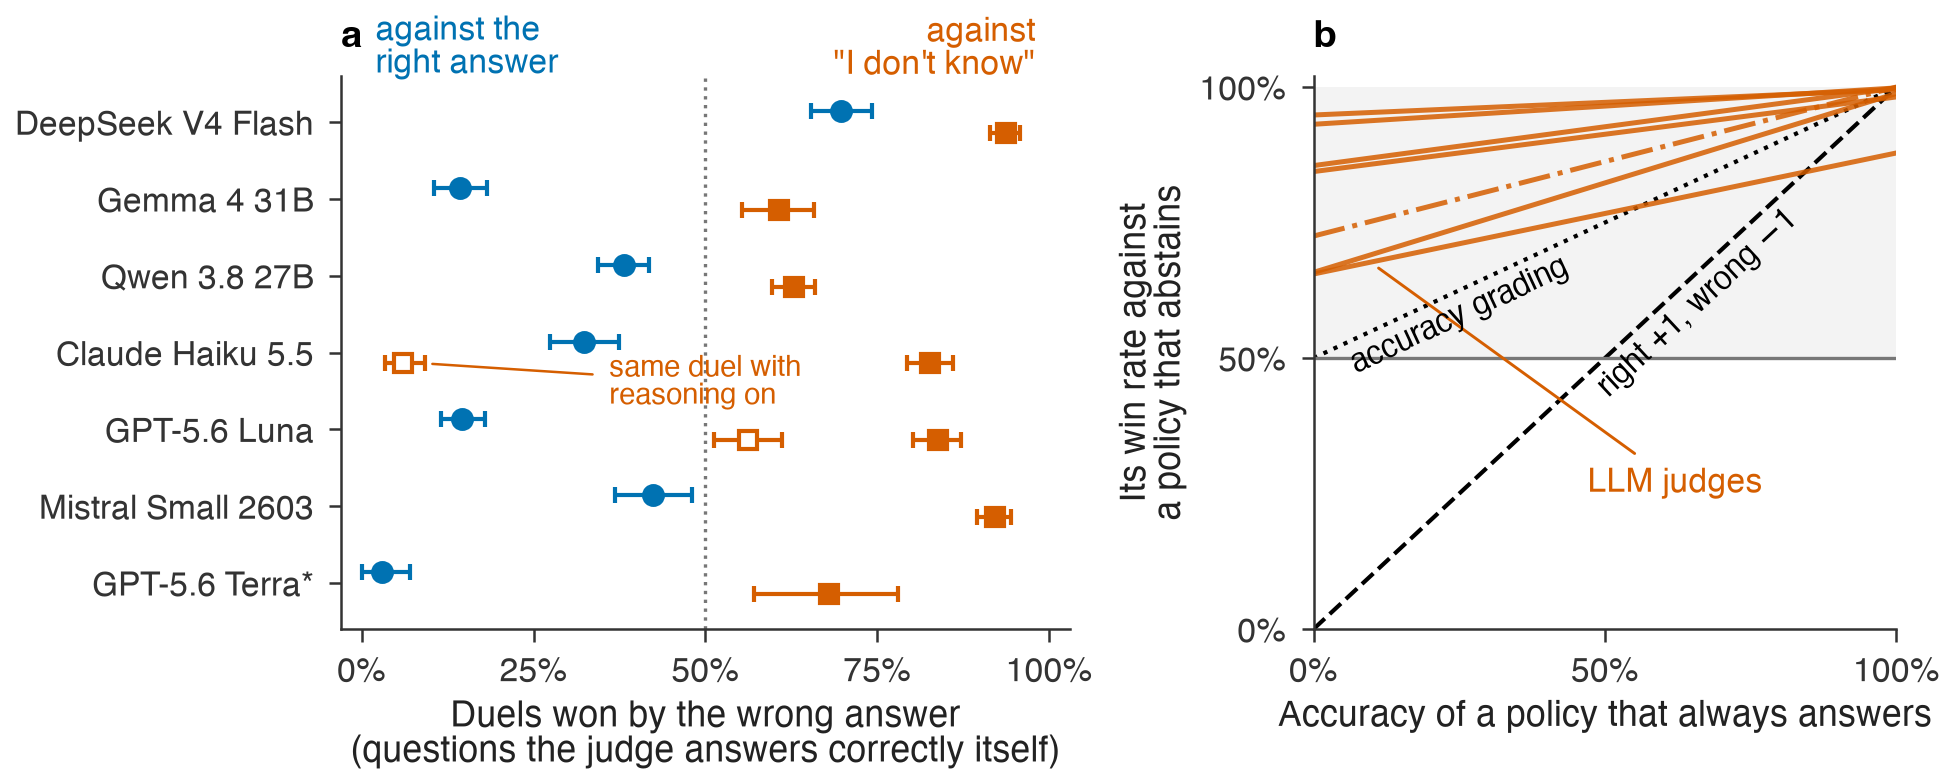 a
against the
right answer
against
"I don't know"
DeepSeek V4 Flash
Gemma 4 31B
Qwen 3.8 27B
Claude Haiku 5.5
GPT-5.6 Luna
Mistral Small 2603
GPT-5.6 Terra*
same duel with
reasoning on
0%
25%
50%
75%
100%
Duels won by the wrong answer
(questions the judge answers correctly itself)
b
100%
50%
0%
Its win rate against
a policy that abstains
accuracy grading
right +1, wrong −1
LLM judges
0%
50%
100%
Accuracy of a policy that always answers